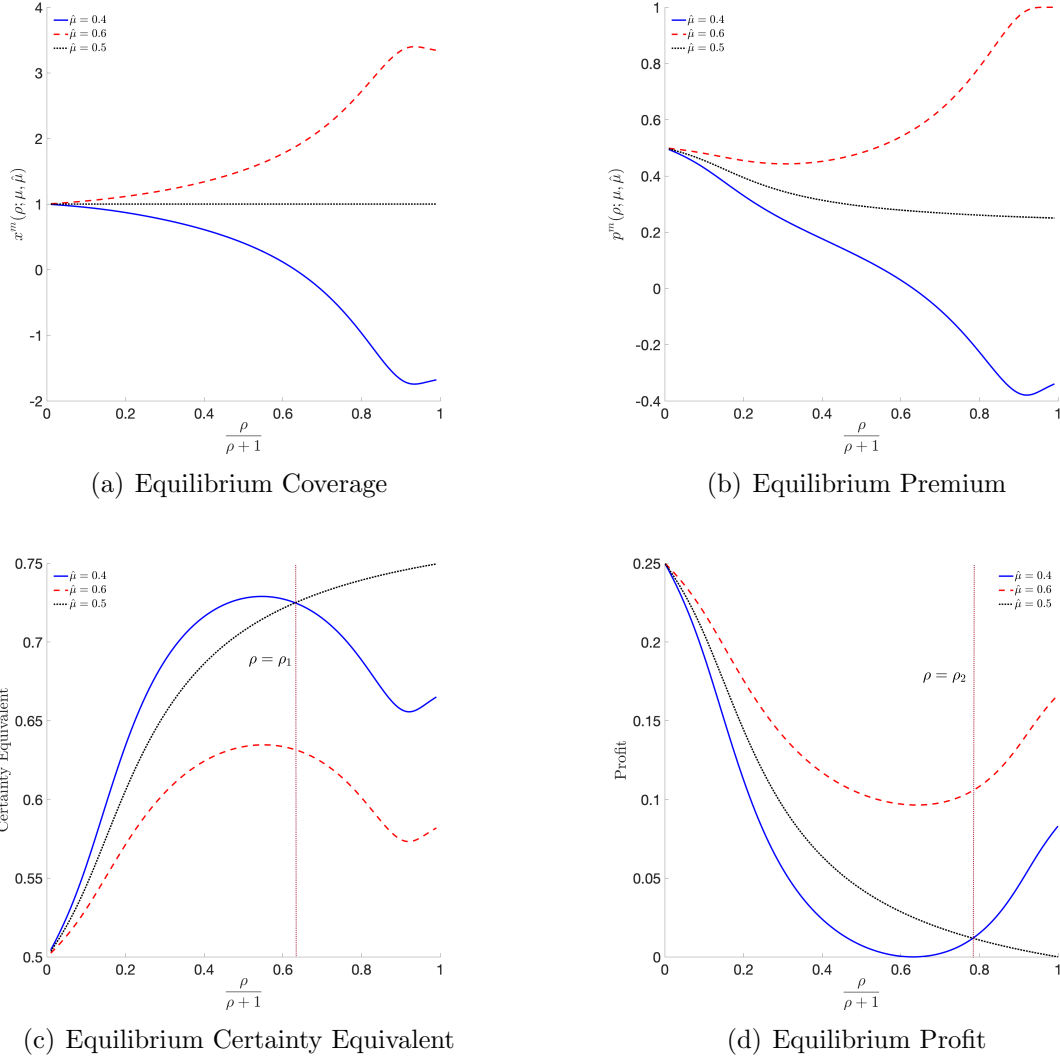 4
3
2
1
0
-1
-2
0
0.2
0.4
0.6
0.8
1
μ̂ = 0.4
μ̂ = 0.6
μ̂ = 0.5
x^m(ρ; μ, μ̂)
ρ
ρ + 1
(a) Equilibrium Coverage
1
0.8
0.6
0.4
0.2
0
-0.2
-0.4
0
0.2
0.4
0.6
0.8
1
μ̂ = 0.4
μ̂ = 0.6
μ̂ = 0.5
p^m(ρ; μ, μ̂)
ρ
ρ + 1
(b) Equilibrium Premium
0.75
0.7
0.65
0.6
0.55
0.5
0
0.2
0.4
0.6
0.8
1
μ̂ = 0.4
μ̂ = 0.6
μ̂ = 0.5
ρ = ρ₁
Certainty Equivalent
ρ
ρ + 1
(c) Equilibrium Certainty Equivalent
0.25
0.2
0.15
0.1
0.05
0
0
0.2
0.4
0.6
0.8
1
μ̂ = 0.4
μ̂ = 0.6
μ̂ = 0.5
ρ = ρ₂
Profit
ρ
ρ + 1
(d) Equilibrium Profit